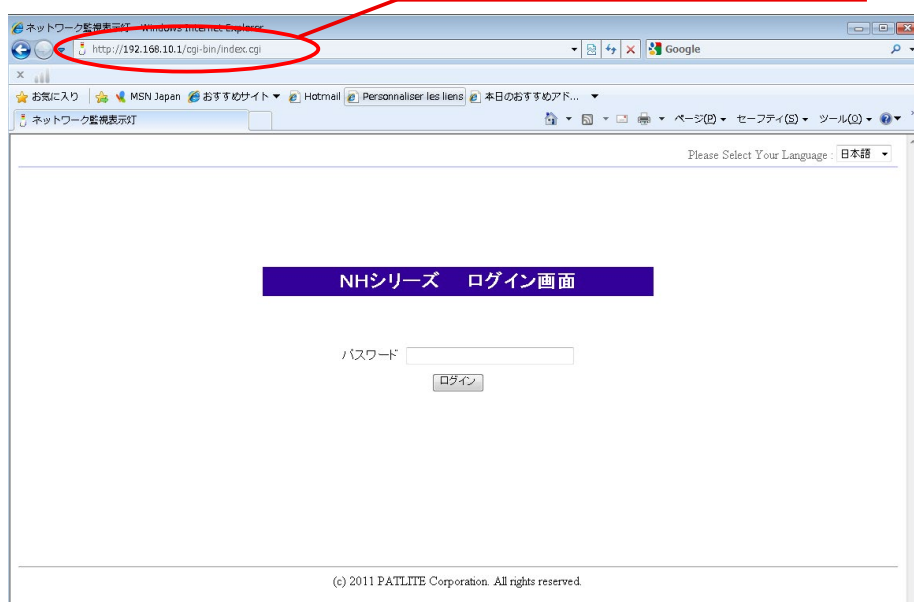 ネットワーク監視表示灯 - Windows Internet Explorer
http://192.168.10.1/cgi-bin/index.cgi
Google
お気に入り MSN Japan おすすめサイト Hotmail Personnaliser les liens 本日のおすすめアド...
ネットワーク監視表示灯
ページ(P) セーフティ(S) ツール(O)
Please Select Your Language : 日本語
NHシリーズ ログイン画面
パスワード
ログイン
(c) 2011 PATLITE Corporation. All rights reserved.